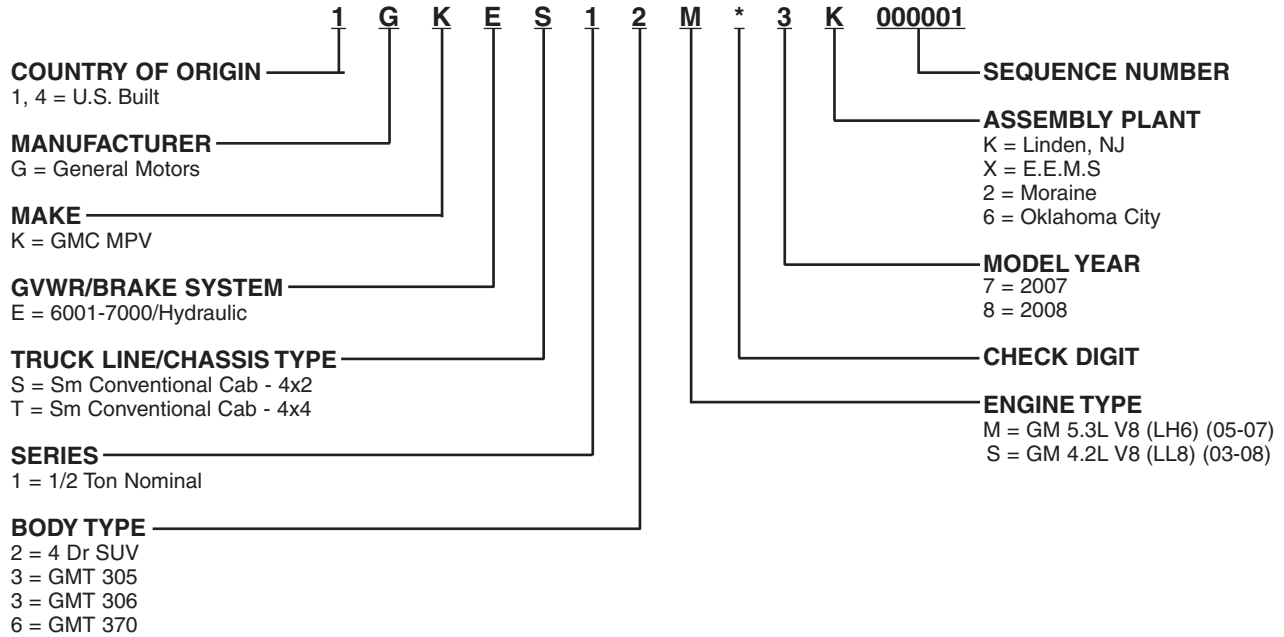 1 G K E S 1 2 M * 3 K 000001
COUNTRY OF ORIGIN
1, 4 = U.S. Built
MANUFACTURER
G = General Motors
MAKE
K = GMC MPV
GVWR/BRAKE SYSTEM
E = 6001-7000/Hydraulic
TRUCK LINE/CHASSIS TYPE
S = Sm Conventional Cab - 4x2
T = Sm Conventional Cab - 4x4
SERIES
1 = 1/2 Ton Nominal
BODY TYPE
2 = 4 Dr SUV
3 = GMT 305
3 = GMT 306
6 = GMT 370
SEQUENCE NUMBER
ASSEMBLY PLANT
K = Linden, NJ
X = E.E.M.S
2 = Moraine
6 = Oklahoma City
MODEL YEAR
7 = 2007
8 = 2008
CHECK DIGIT
ENGINE TYPE
M = GM 5.3L V8 (LH6) (05-07)
S = GM 4.2L V8 (LL8) (03-08)